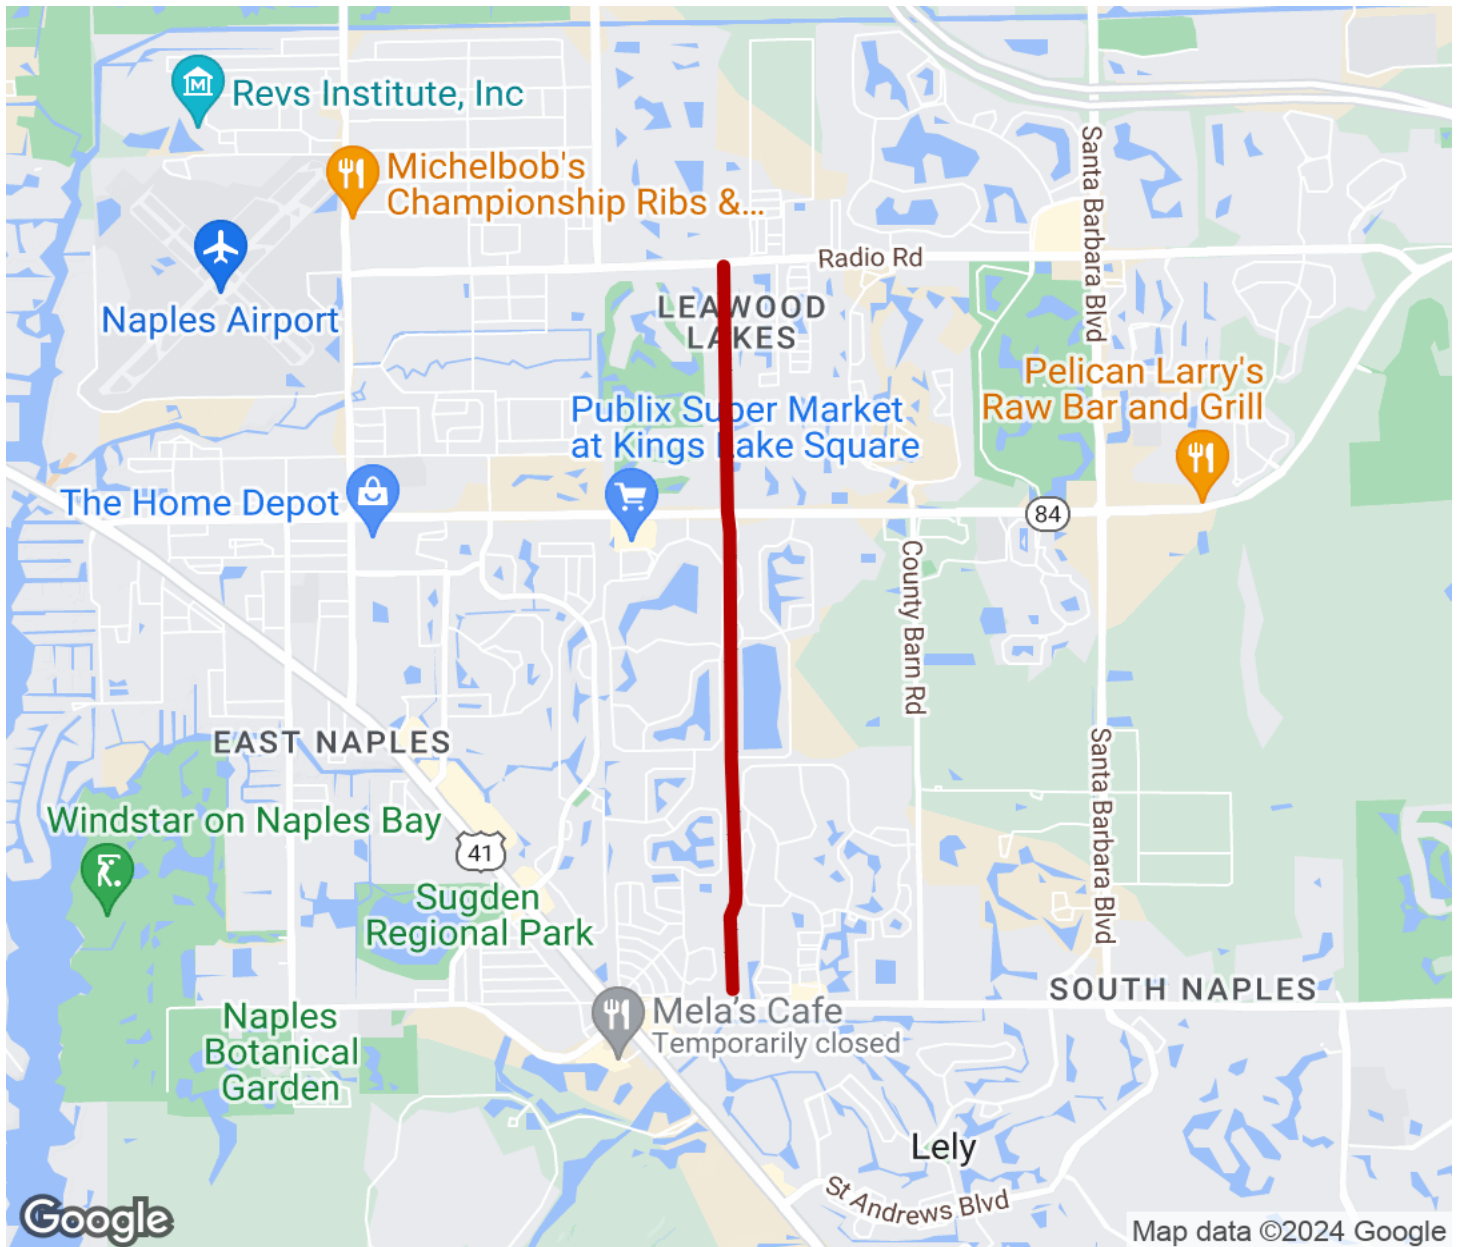 Revs Institute, Inc
Michelbob's
Championship Ribs &...
Santa Barbara Blvd
Radio Rd
Naples Airport
LEAWOOD
LAKES
Pelican Larry's
Raw Bar and Grill
Publix Super Market
at Kings Lake Square
The Home Depot
84
County Barn Rd
EAST NAPLES
Santa Barbara Blvd
Windstar on Naples Bay
41
Sugden
Regional Park
SOUTH NAPLES
Mela's Cafe
Temporarily closed
Naples
Botanical
Garden
Lely
St Andrews Blvd
Google
Map data ©2024 Google